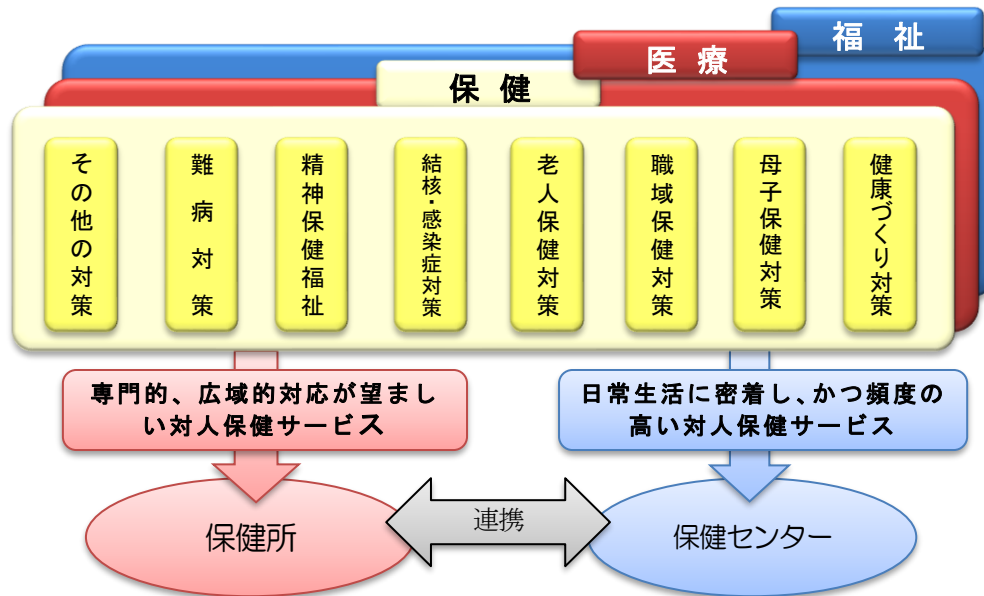 福　祉
医 療
保 健
その他の対策
難病対策
精神保健福祉
結核・感染症対策
老人保健対策
職域保健対策
母子保健対策
健康づくり対策
専門的、広域的対応が望まし
い対人保健サービス
日常生活に密着し、かつ頻度の
高い対人保健サービス
保健所
連携
保健センター